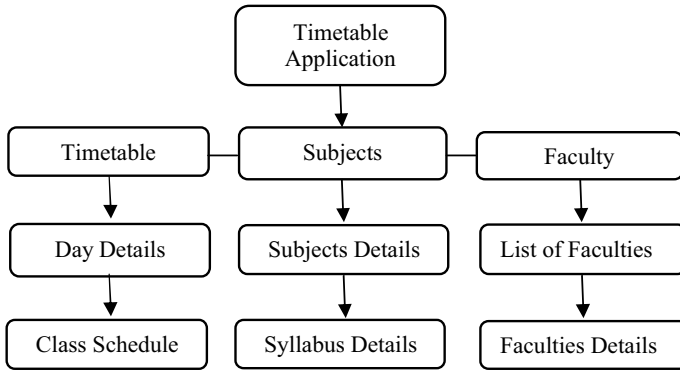 Timetable
Application
Timetable
Subjects
Faculty
Day Details
Subjects Details
List of Faculties
Class Schedule
Syllabus Details
Faculties Details